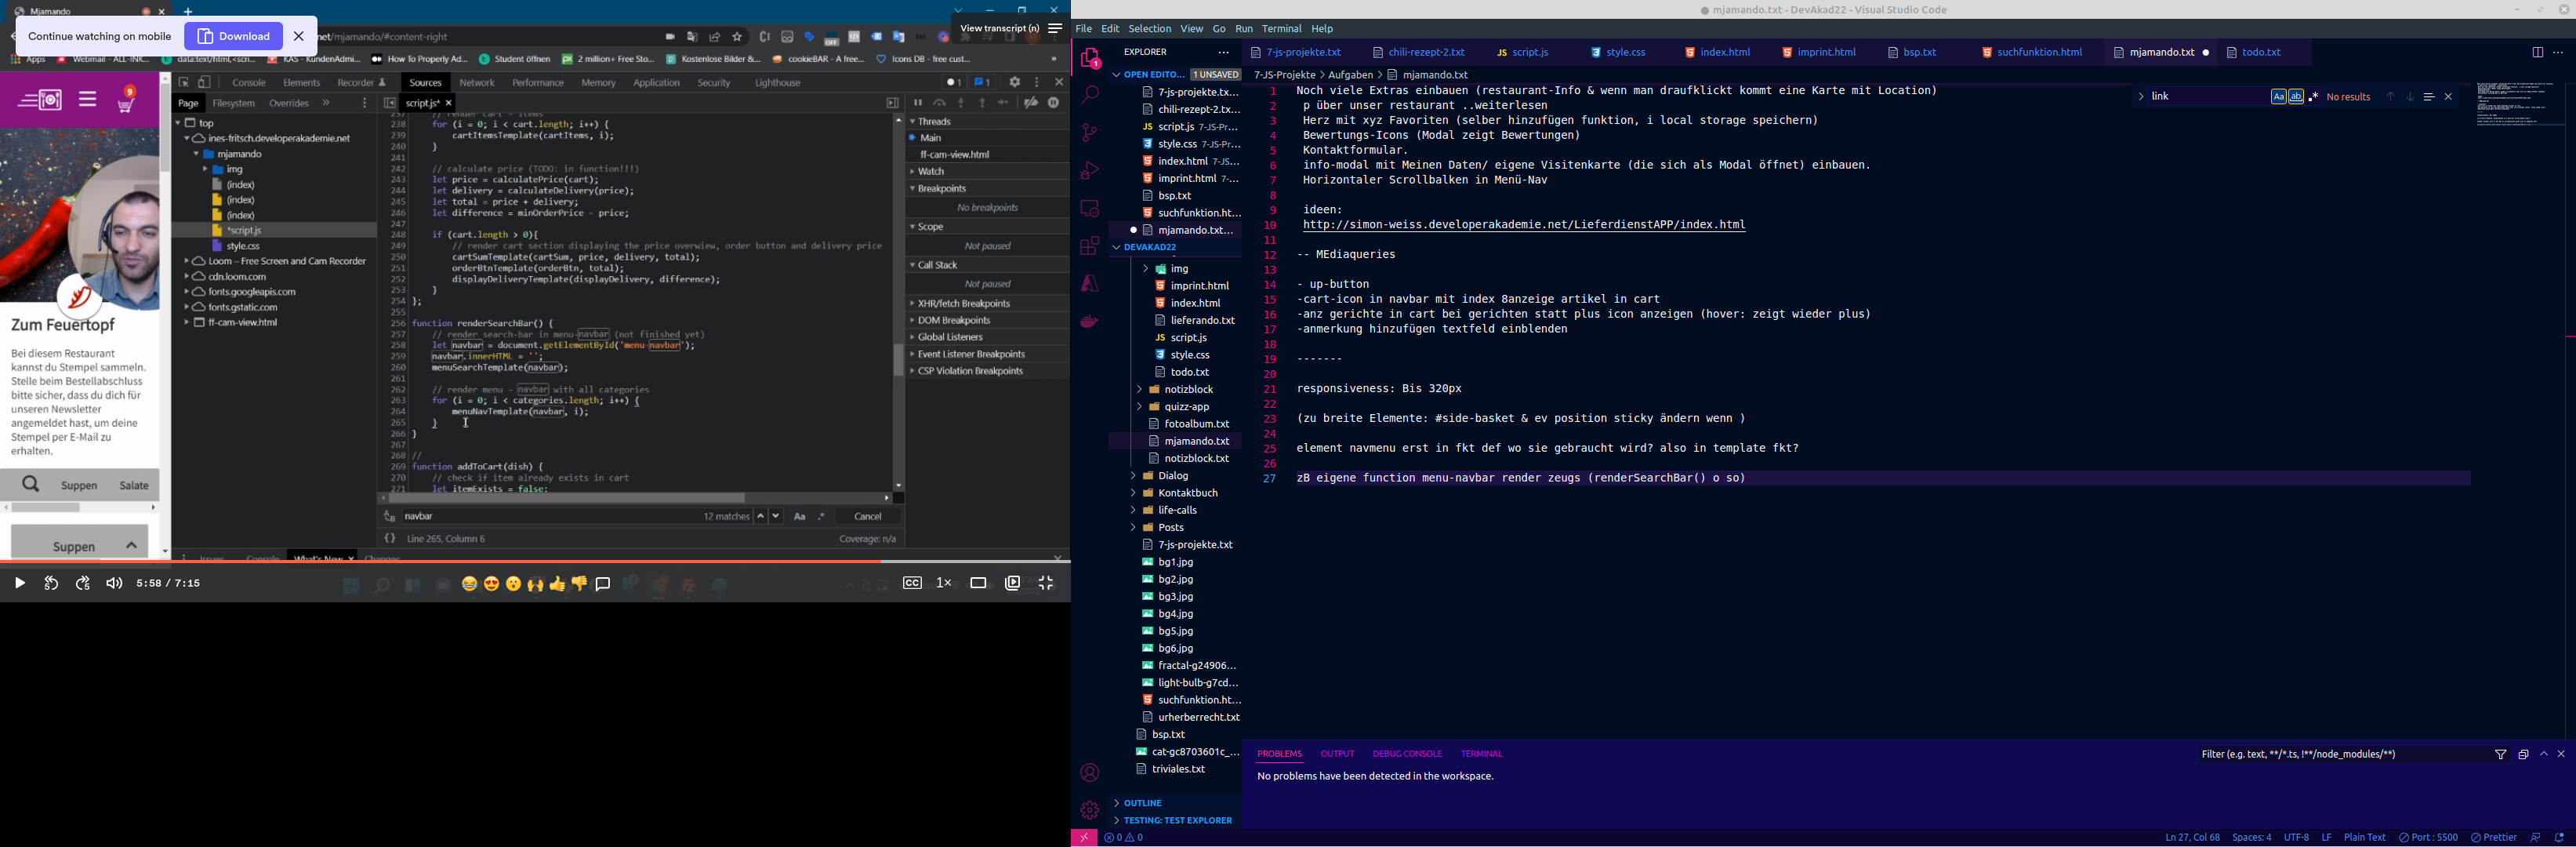 Mjamando
Continue watching on mobile
Download
net/mjamando/#content-right
View transcript (n)
Apps
Webmail - ALL-INK...
data:text/html,<scri...
KAS - KundenAdmi...
How To Properly Ad...
Student öffnen
2 million+ Free Sto...
Kostenlose Bilder &...
cookieBAR - A free...
Icons DB - free cust...
Console
Elements
Recorder
Sources
Network
Performance
Memory
Application
Security
Lighthouse
1
1
9
Page
Filesystem
Overrides
script.js*
top
ines-fritsch.developerakademie.net
mjamando
img
(index)
(index)
(index)
*script.js
style.css
Loom – Free Screen and Cam Recorder
cdn.loom.com
fonts.googleapis.com
fonts.gstatic.com
ff-cam-view.html
237 // render cart - items
238 for (i = 0; i < cart.length; i++) {
239 cartItemsTemplate(cartItems, i);
240 }
241
242 // calculate price (TODO: in function!!!)
243 let price = calculatePrice(cart);
244 let delivery = calculateDelivery(price);
245 let total = price + delivery;
246 let difference = minOrderPrice - price;
247
248 if (cart.length > 0){
249 // render cart section displaying the price overwiew, order button and delivery price
250 cartSumTemplate(cartSum, price, delivery, total);
251 orderBtnTemplate(orderBtn, total);
252 displayDeliveryTemplate(displayDelivery, difference);
253 }
254 };
255
256 function renderSearchBar() {
257 // render search-bar in menu-navbar (not finished yet)
258 let navbar = document.getElementById('menu-navbar');
259 navbar.innerHTML = '';
260 menuSearchTemplate(navbar);
261
262 // render menu - navbar with all categories
263 for (i = 0; i < categories.length; i++) {
264 menuNavTemplate(navbar, i);
265 }
266 }
267
268 //
269 function addToCart(dish) {
270 // check if item already exists in cart
271 let itemExists = false;
navbar
12 matches
Aa
.*
Cancel
{} Line 265, Column 6
Coverage: n/a
Issues
Console
What's New
Changes
Threads
Main
ff-cam-view.html
Watch
Breakpoints
No breakpoints
Scope
Not paused
Call Stack
Not paused
XHR/fetch Breakpoints
DOM Breakpoints
Global Listeners
Event Listener Breakpoints
CSP Violation Breakpoints
Zum Feuertopf
Bei diesem Restaurant
kannst du Stempel sammeln.
Stelle beim Bestellabschluss
bitte sicher, dass du dich für
unseren Newsletter
angemeldet hast, um deine
Stempel per E-Mail zu
erhalten.
Suppen
Salate
Suppen
5:58 / 7:15
CC
1×
mjamando.txt - DevAkad22 - Visual Studio Code
File Edit Selection View Go Run Terminal Help
EXPLORER
OPEN EDITO... 1 UNSAVED
7-js-projekte.tx...
chili-rezept-2.tx...
script.js 7-JS-Pr...
style.css 7-JS-Pr...
index.html 7-JS...
imprint.html 7-...
bsp.txt
suchfunktion.ht...
mjamando.txt...
DEVAKAD22
img
imprint.html
index.html
lieferando.txt
script.js
style.css
todo.txt
notizblock
quizz-app
fotoalbum.txt
mjamando.txt
notizblock.txt
Dialog
Kontaktbuch
life-calls
Posts
7-js-projekte.txt
bg1.jpg
bg2.jpg
bg3.jpg
bg4.jpg
bg5.jpg
bg6.jpg
fractal-g24906...
light-bulb-g7cd...
suchfunktion.ht...
urherberrecht.txt
bsp.txt
cat-gc8703601c_...
triviales.txt
OUTLINE
TESTING: TEST EXPLORER
7-js-projekte.txt
chili-rezept-2.txt
script.js
style.css
index.html
imprint.html
bsp.txt
suchfunktion.html
mjamando.txt
todo.txt
7-JS-Projekte > Aufgaben > mjamando.txt
link
Aa
ab
.*
No results
1 Noch viele Extras einbauen (restaurant-Info & wenn man draufklickt kommt eine Karte mit Location)
2 p über unser restaurant ..weiterlesen
3 Herz mit xyz Favoriten (selber hinzufügen funktion, i local storage speichern)
4 Bewertungs-Icons (Modal zeigt Bewertungen)
5 Kontaktformular.
6 info-modal mit Meinen Daten/ eigene Visitenkarte (die sich als Modal öffnet) einbauen.
7 Horizontaler Scrollbalken in Menü-Nav
8
9 ideen:
10 http://simon-weiss.developerakademie.net/LieferdienstAPP/index.html
11
12 -- MEdiaqueries
13
14 - up-button
15 -cart-icon in navbar mit index 8anzeige artikel in cart
16 -anz gerichte in cart bei gerichten statt plus icon anzeigen (hover: zeigt wieder plus)
17 -anmerkung hinzufügen textfeld einblenden
18
19 -------
20
21 responsiveness: Bis 320px
22
23 (zu breite Elemente: #side-basket & ev position sticky ändern wenn )
24
25 element navmenu erst in fkt def wo sie gebraucht wird? also in template fkt?
26
27 zB eigene function menu-navbar render zeugs (renderSearchBar() o so)
PROBLEMS
OUTPUT
DEBUG CONSOLE
TERMINAL
Filter (e.g. text, **/*.ts, !**/node_modules/**)
No problems have been detected in the workspace.
0 0
Ln 27, Col 68
Spaces: 4
UTF-8
LF
Plain Text
Port : 5500
Prettier